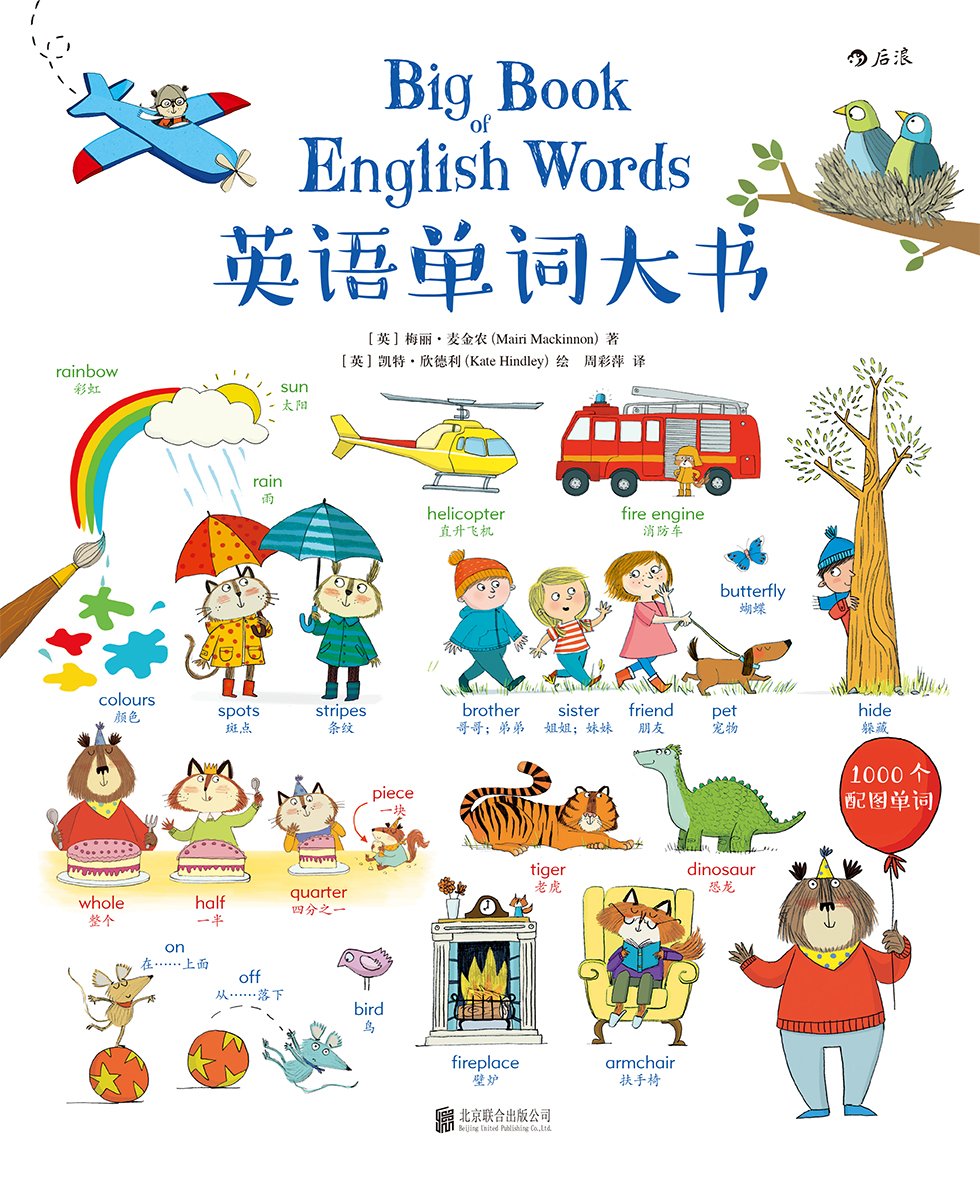 后浪
Big Book
of
English Words
英语单词大书
[英] 梅丽·麦金农 (Mairi Mackinnon) 著
[英] 凯特·欣德利 (Kate Hindley) 绘 周彩萍 译
rainbow
彩虹
sun
太阳
rain
雨
helicopter
直升飞机
fire engine
消防车
butterfly
蝴蝶
colours
颜色
spots
斑点
stripes
条纹
brother
哥哥；弟弟
sister
姐姐；妹妹
friend
朋友
pet
宠物
hide
躲藏
piece
一块
whole
整个
half
一半
quarter
四分之一
tiger
老虎
dinosaur
恐龙
1000 个
配图单词
on
在……上面
off
从……落下
bird
鸟
fireplace
壁炉
armchair
扶手椅
北京联合出版公司
Beijing United Publishing Co.,Ltd.